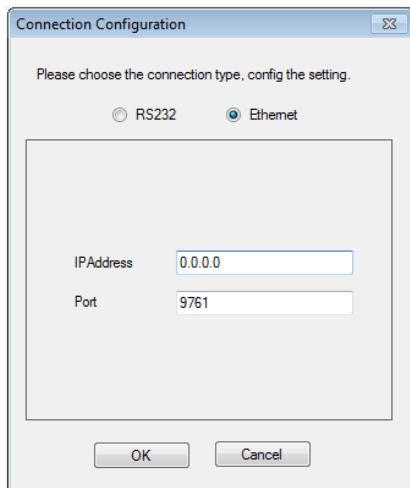 Connection Configuration
Please choose the connection type, config the setting.
RS232 Ethernet
IPAddress 0.0.0.0
Port 9761
OK Cancel